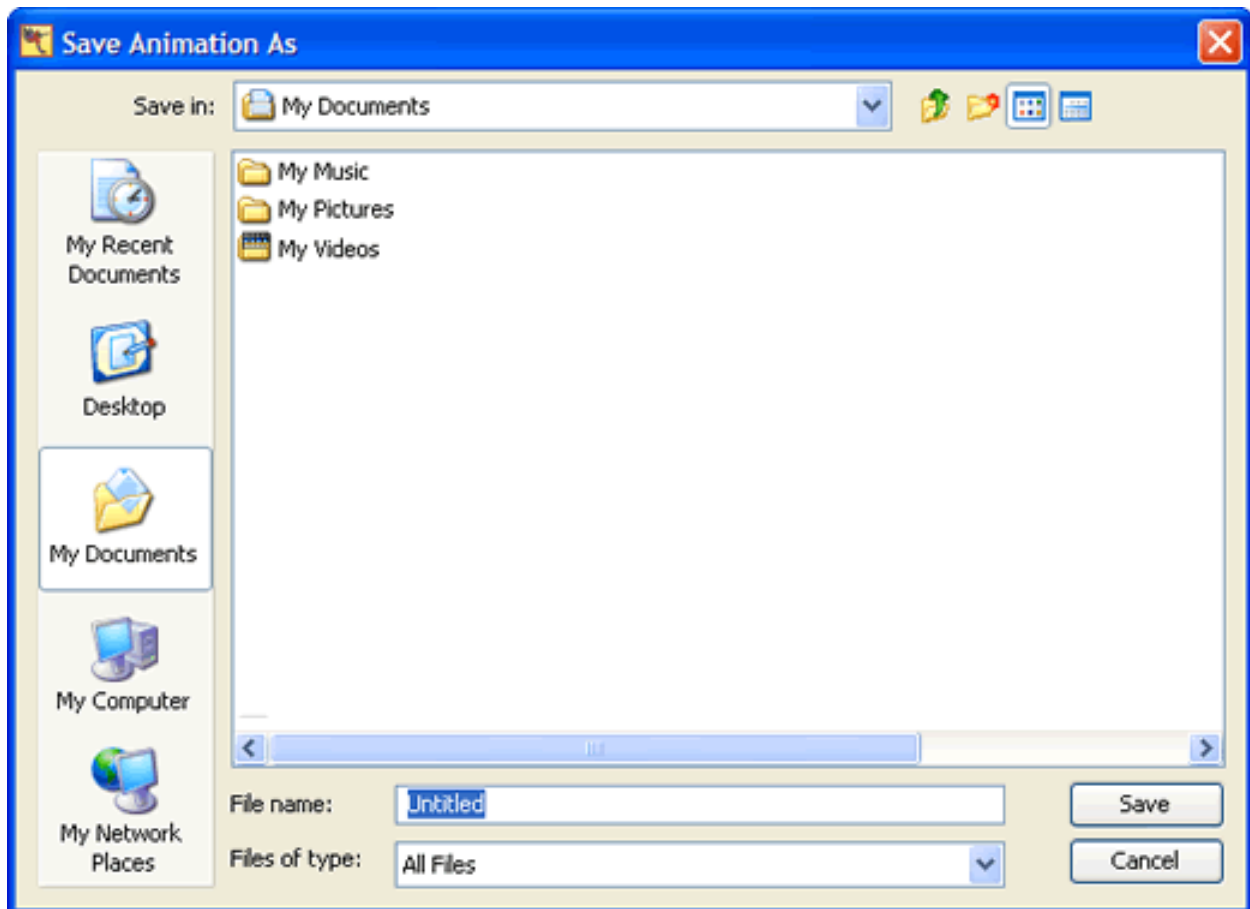 Save Animation As
Save in:
My Documents
My Music
My Pictures
My Videos
My Recent
Documents
Desktop
My Documents
My Computer
My Network
Places
File name:
Untitled
Save
Files of type:
All Files
Cancel